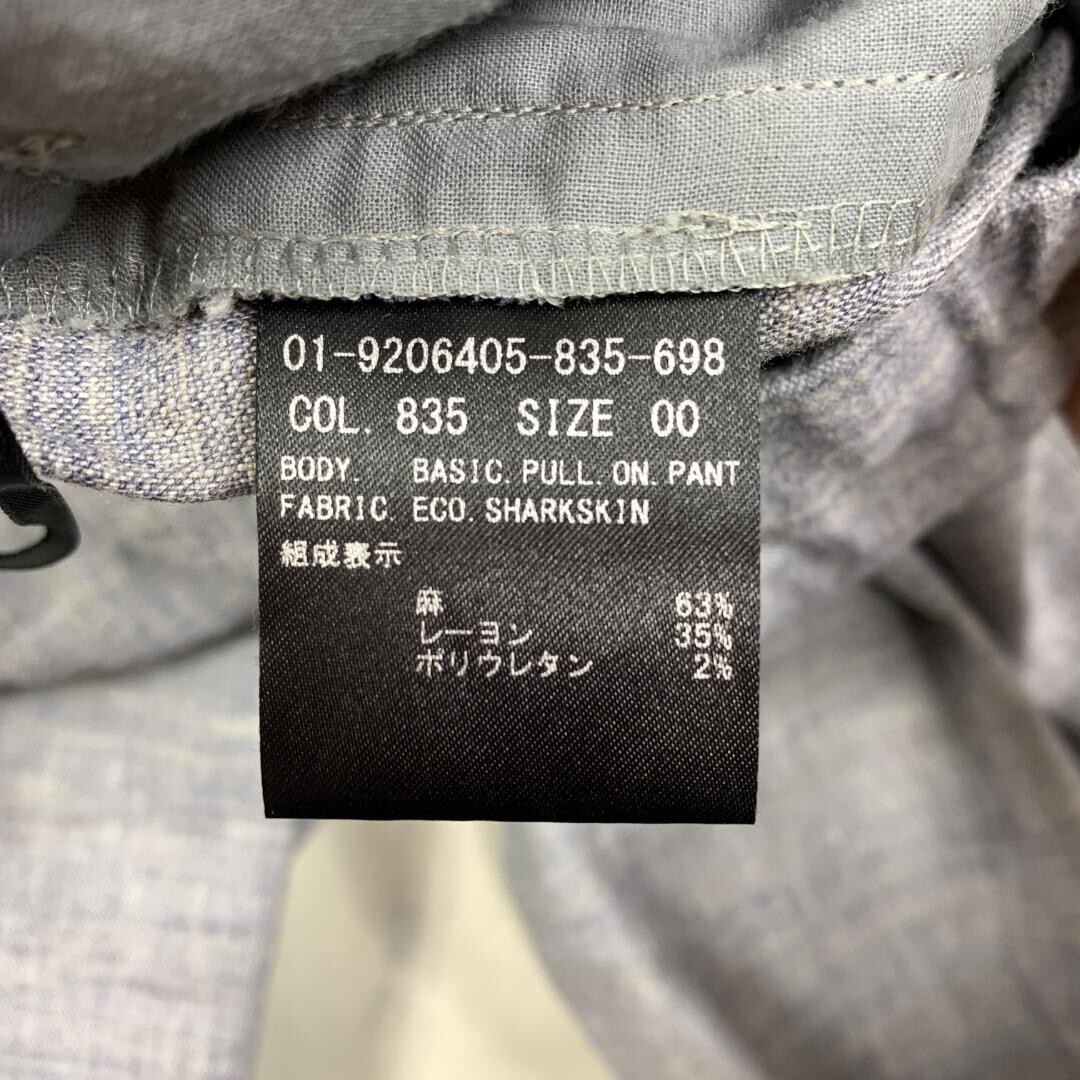 01-9206405-835-698
COL. 835 SIZE 00
BODY. BASIC.PULL.ON.PANT
FABRIC. ECO.SHARKSKIN
組成表示
麻 63%
レーヨン 35%
ポリウレタン 2%